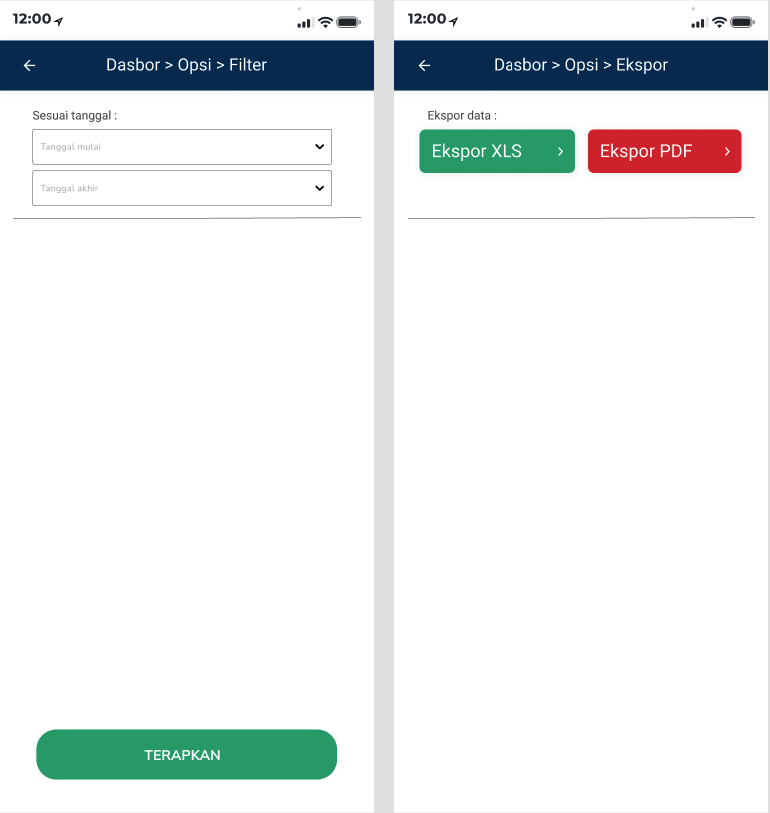 12:00
Dasbor > Opsi > Filter
Sesuai tanggal :
Tanggal mulai
Tanggal akhir
TERAPKAN
12:00
Dasbor > Opsi > Ekspor
Ekspor data :
Ekspor XLS
Ekspor PDF